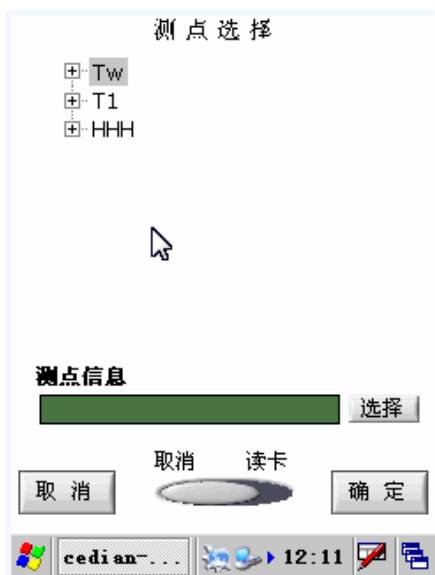 测点选择
Tw
T1
HHH
测点信息
选择
取消 读卡
取消
确定
cedian-... 12:11